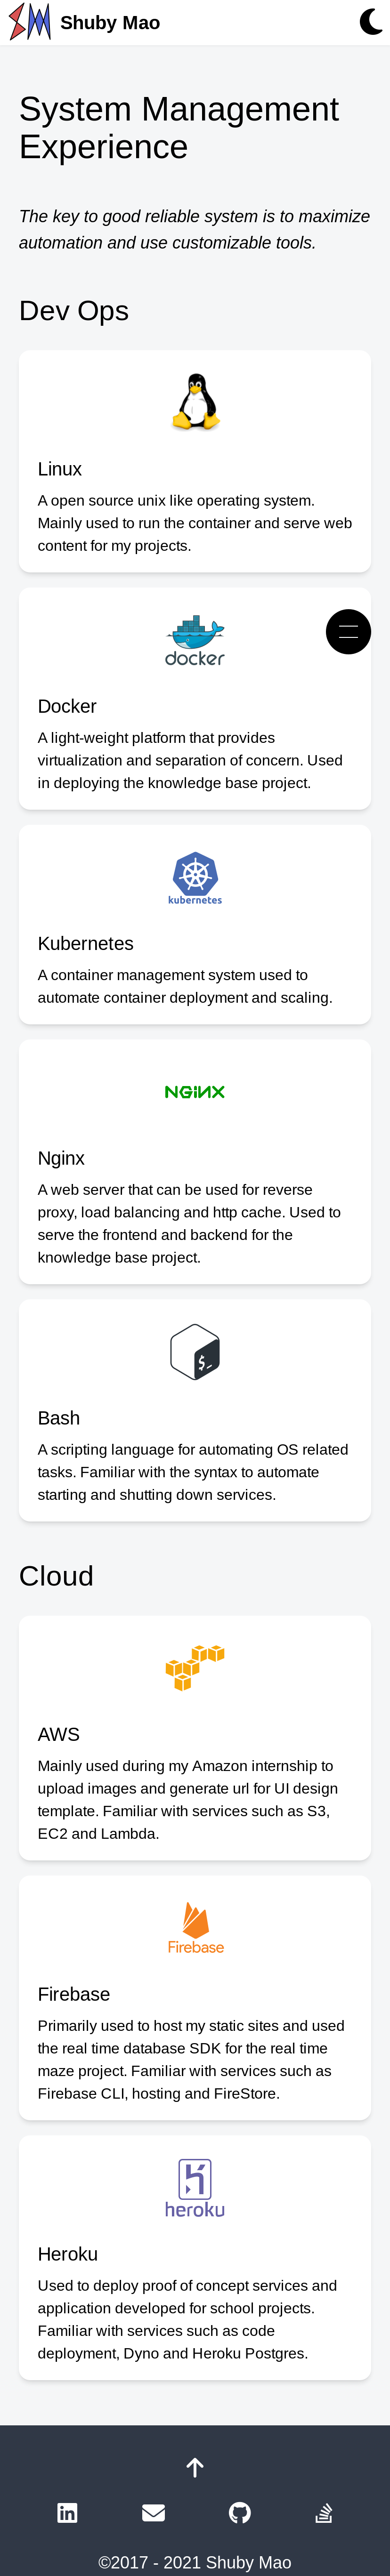 SM Shuby Mao
System Management
Experience
The key to good reliable system is to maximize
automation and use customizable tools.
Dev Ops
Linux
A open source unix like operating system.
Mainly used to run the container and serve web
content for my projects.
docker
Docker
A light-weight platform that provides
virtualization and separation of concern. Used
in deploying the knowledge base project.
kubernetes
Kubernetes
A container management system used to
automate container deployment and scaling.
NGINX
Nginx
A web server that can be used for reverse
proxy, load balancing and http cache. Used to
serve the frontend and backend for the
knowledge base project.
$_
Bash
A scripting language for automating OS related
tasks. Familiar with the syntax to automate
starting and shutting down services.
Cloud
AWS
Mainly used during my Amazon internship to
upload images and generate url for UI design
template. Familiar with services such as S3,
EC2 and Lambda.
Firebase
Firebase
Primarily used to host my static sites and used
the real time database SDK for the real time
maze project. Familiar with services such as
Firebase CLI, hosting and FireStore.
heroku
Heroku
Used to deploy proof of concept services and
application developed for school projects.
Familiar with services such as code
deployment, Dyno and Heroku Postgres.
©2017 - 2021 Shuby Mao